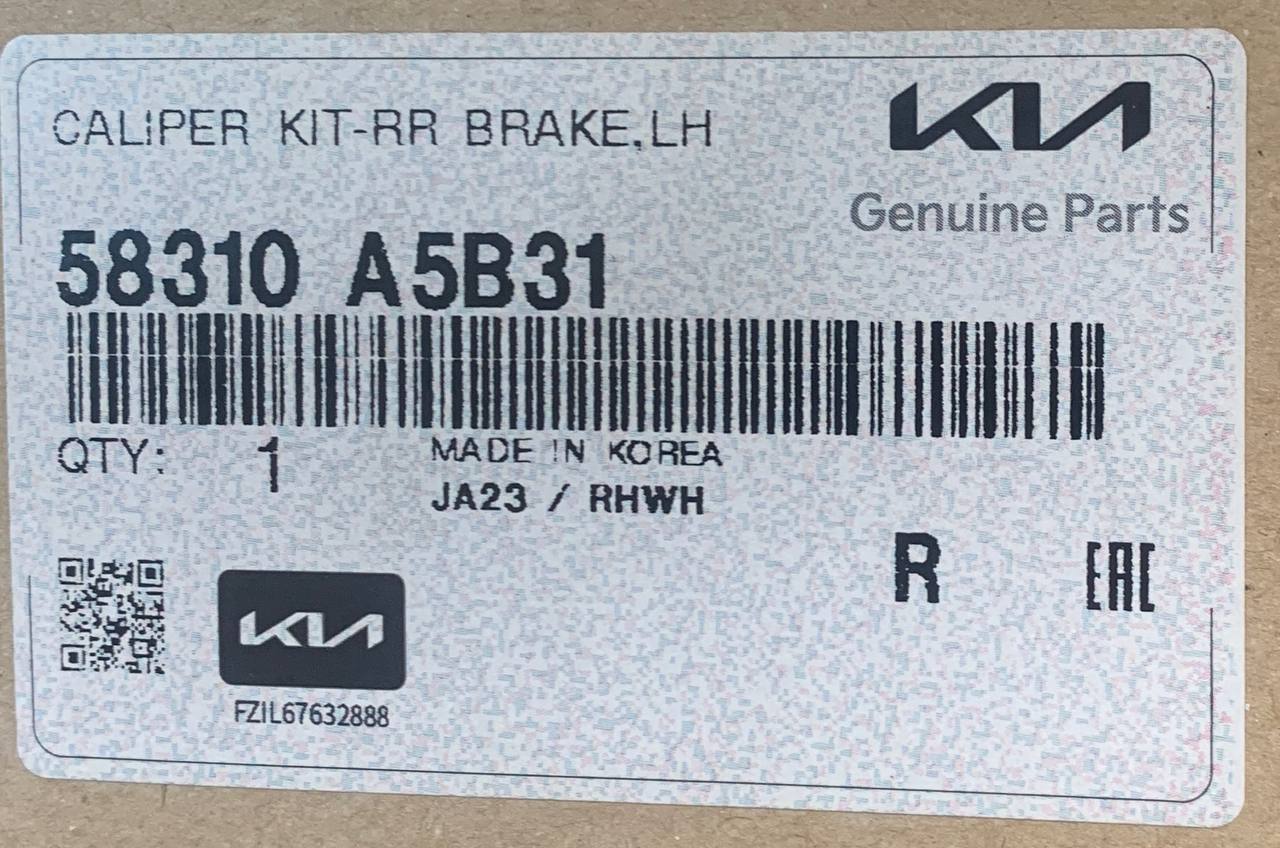 CALIPER KIT-RR BRAKE,LH
KIA
Genuine Parts
58310 A5B31
QTY: 1
MADE IN KOREA
JA23 / RHWH
R
EAC
KIA
FZIL67632888